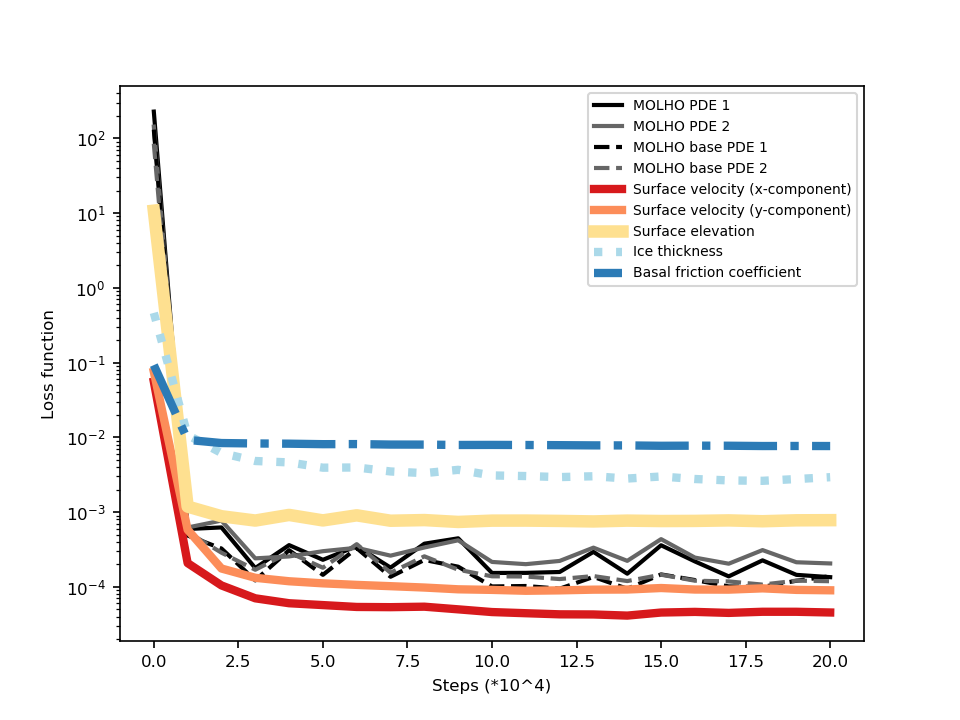 MOLHO PDE 1
MOLHO PDE 2
MOLHO base PDE 1
MOLHO base PDE 2
Surface velocity (x-component)
Surface velocity (y-component)
Surface elevation
Ice thickness
Basal friction coefficient
Loss function
10^2
10^1
10^0
10^−1
10^−2
10^−3
10^−4
0.0 2.5 5.0 7.5 10.0 12.5 15.0 17.5 20.0
Steps (*10^4)